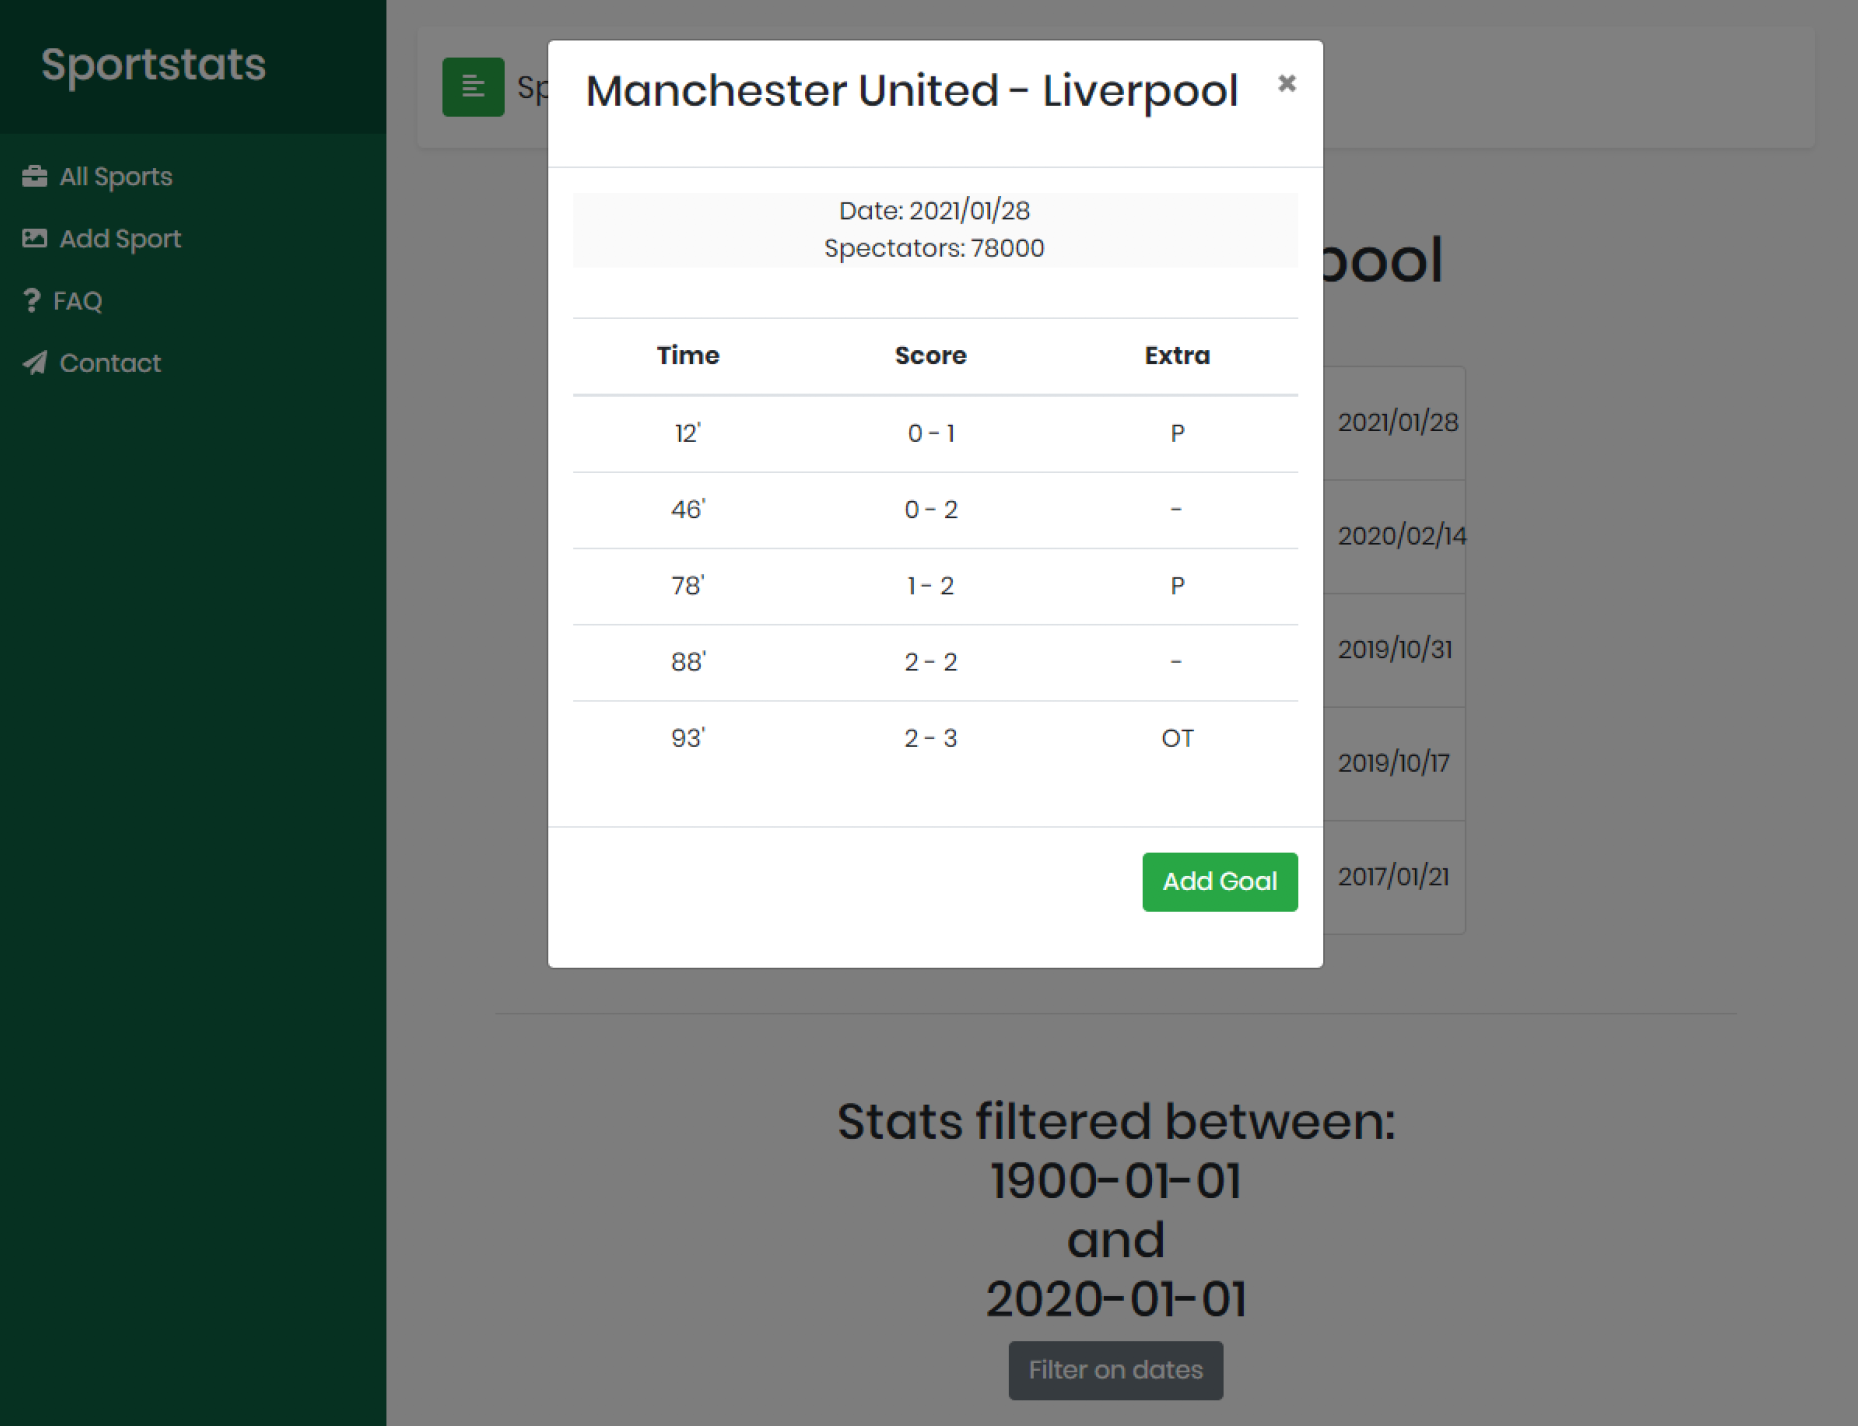 Sportstats
All Sports
Add Sport
? FAQ
Contact
Manchester United - Liverpool
×
Date: 2021/01/28
Spectators: 78000
Time Score Extra
12' 0 - 1 P
46' 0 - 2 -
78' 1 - 2 P
88' 2 - 2 -
93' 2 - 3 OT
Add Goal
2021/01/28
2020/02/14
2019/10/31
2019/10/17
2017/01/21
Stats filtered between:
1900-01-01
and
2020-01-01
Filter on dates